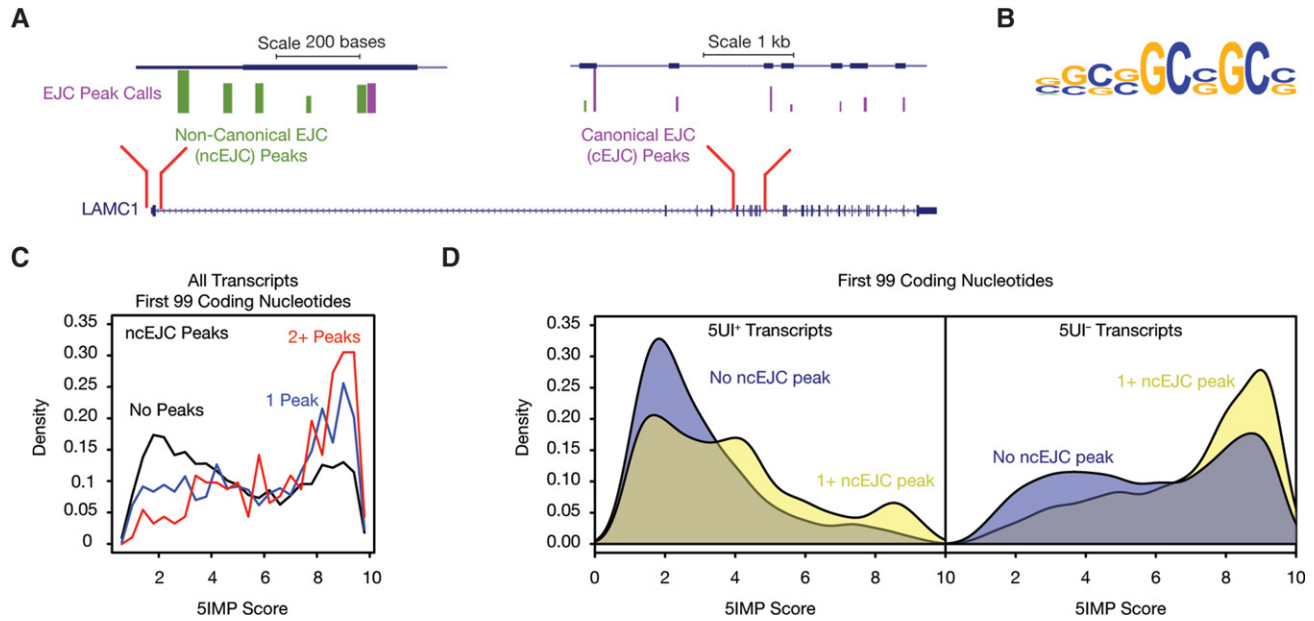 A
Scale 200 bases
Scale 1 kb
EJC Peak Calls
Non-Canonical EJC
(ncEJC) Peaks
Canonical EJC
(cEJC) Peaks
LAMC1
B
GGCGGCCGCC
CCGCGG
C
All Transcripts
First 99 Coding Nucleotides
ncEJC Peaks
2+ Peaks
1 Peak
No Peaks
Density
0.35
0.30
0.25
0.20
0.15
0.1
0.05
0
2
4
6
8
10
5IMP Score
D
First 99 Coding Nucleotides
5UI⁺ Transcripts
5UI⁻ Transcripts
No ncEJC peak
1+ ncEJC peak
1+ ncEJC peak
No ncEJC peak
Density
0.35
0.30
0.25
0.20
0.15
0.10
0.05
0.00
0
2
4
6
8
10
2
4
6
8
10
5IMP Score
5IMP Score